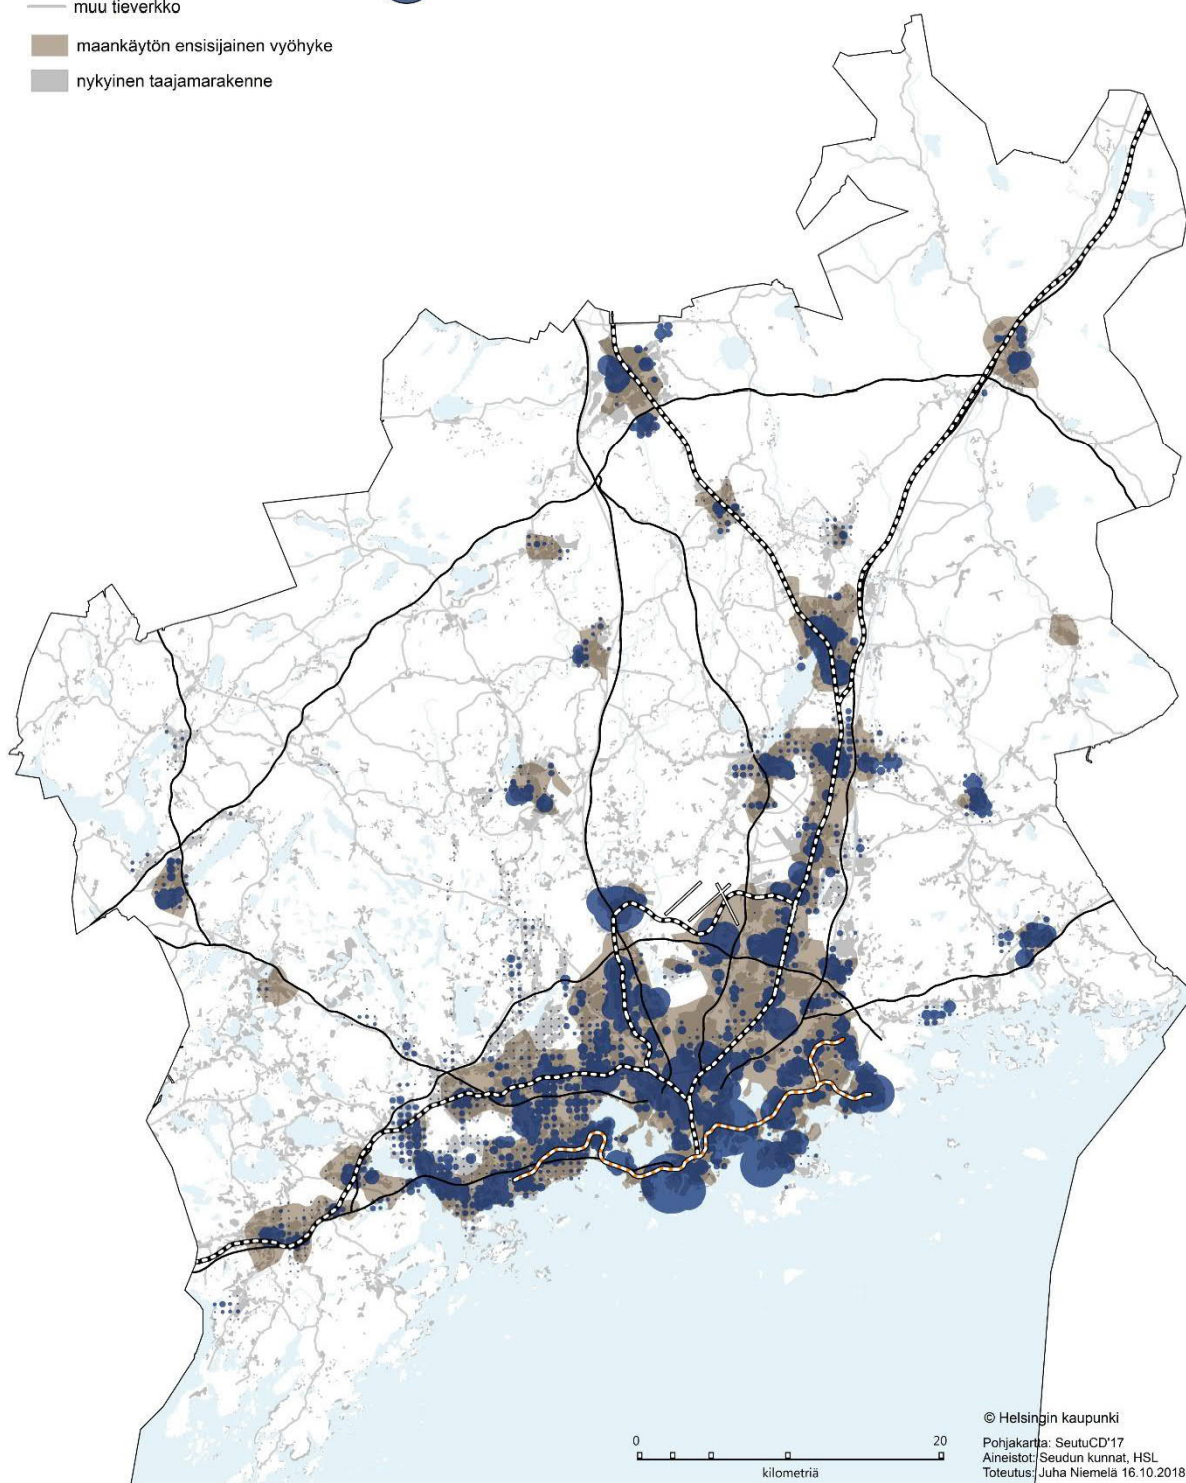 muu tieverkko
maankäytön ensisijainen vyöhyke
nykyinen taajamarakenne
0 20
kilometriä
© Helsingin kaupunki
Pohjakartta: SeutuCD'17
Aineistot: Seudun kunnat, HSL
Toteutus: Juha Niemelä 16.10.2018